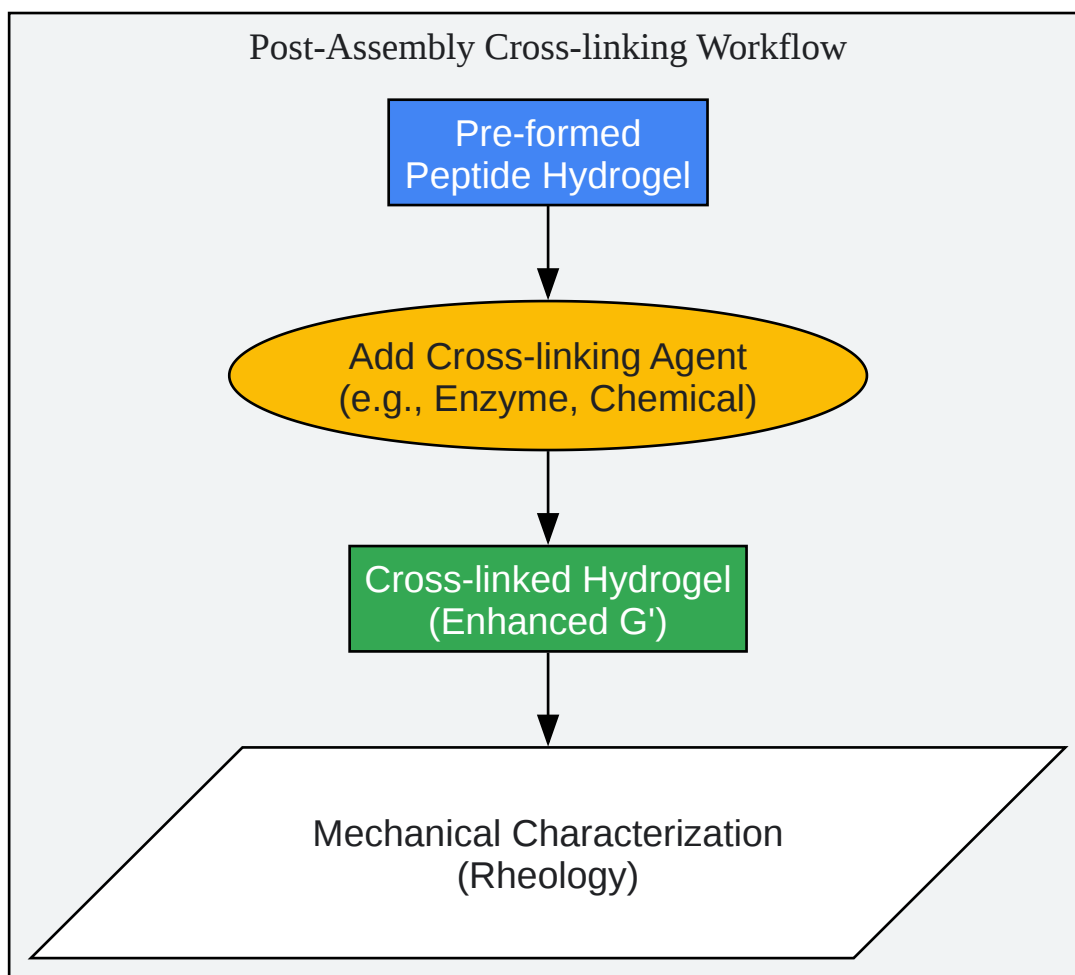 Post-Assembly Cross-linking Workflow
Pre-formed
Peptide Hydrogel
Add Cross-linking Agent
(e.g., Enzyme, Chemical)
Cross-linked Hydrogel
(Enhanced G')
Mechanical Characterization
(Rheology)